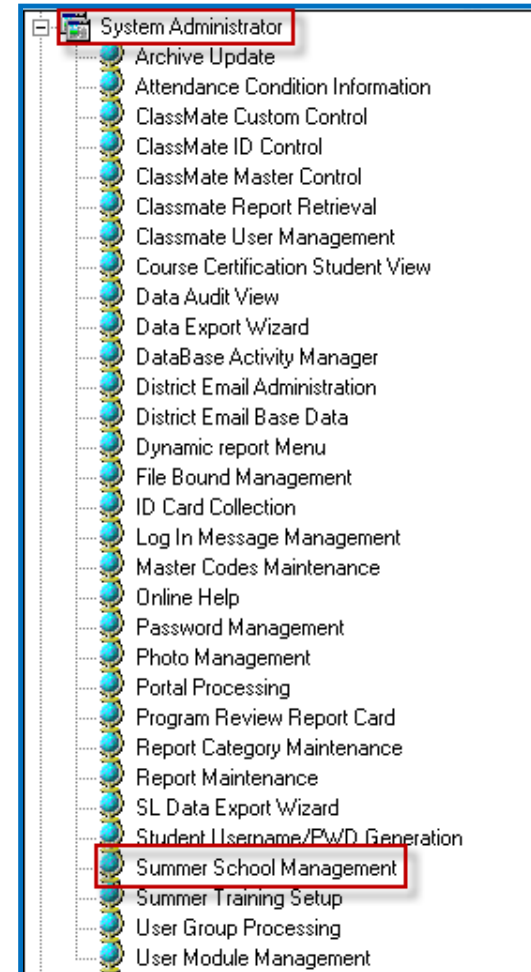 System Administrator
Archive Update
Attendance Condition Information
ClassMate Custom Control
ClassMate ID Control
ClassMate Master Control
Classmate Report Retrieval
Classmate User Management
Course Certification Student View
Data Audit View
Data Export Wizard
DataBase Activity Manager
District Email Administration
District Email Base Data
Dynamic report Menu
File Bound Management
ID Card Collection
Log In Message Management
Master Codes Maintenance
Online Help
Password Management
Photo Management
Portal Processing
Program Review Report Card
Report Category Maintenance
Report Maintenance
SL Data Export Wizard
Student Username/PWD Generation
Summer School Management
Summer Training Setup
User Group Processing
User Module Management